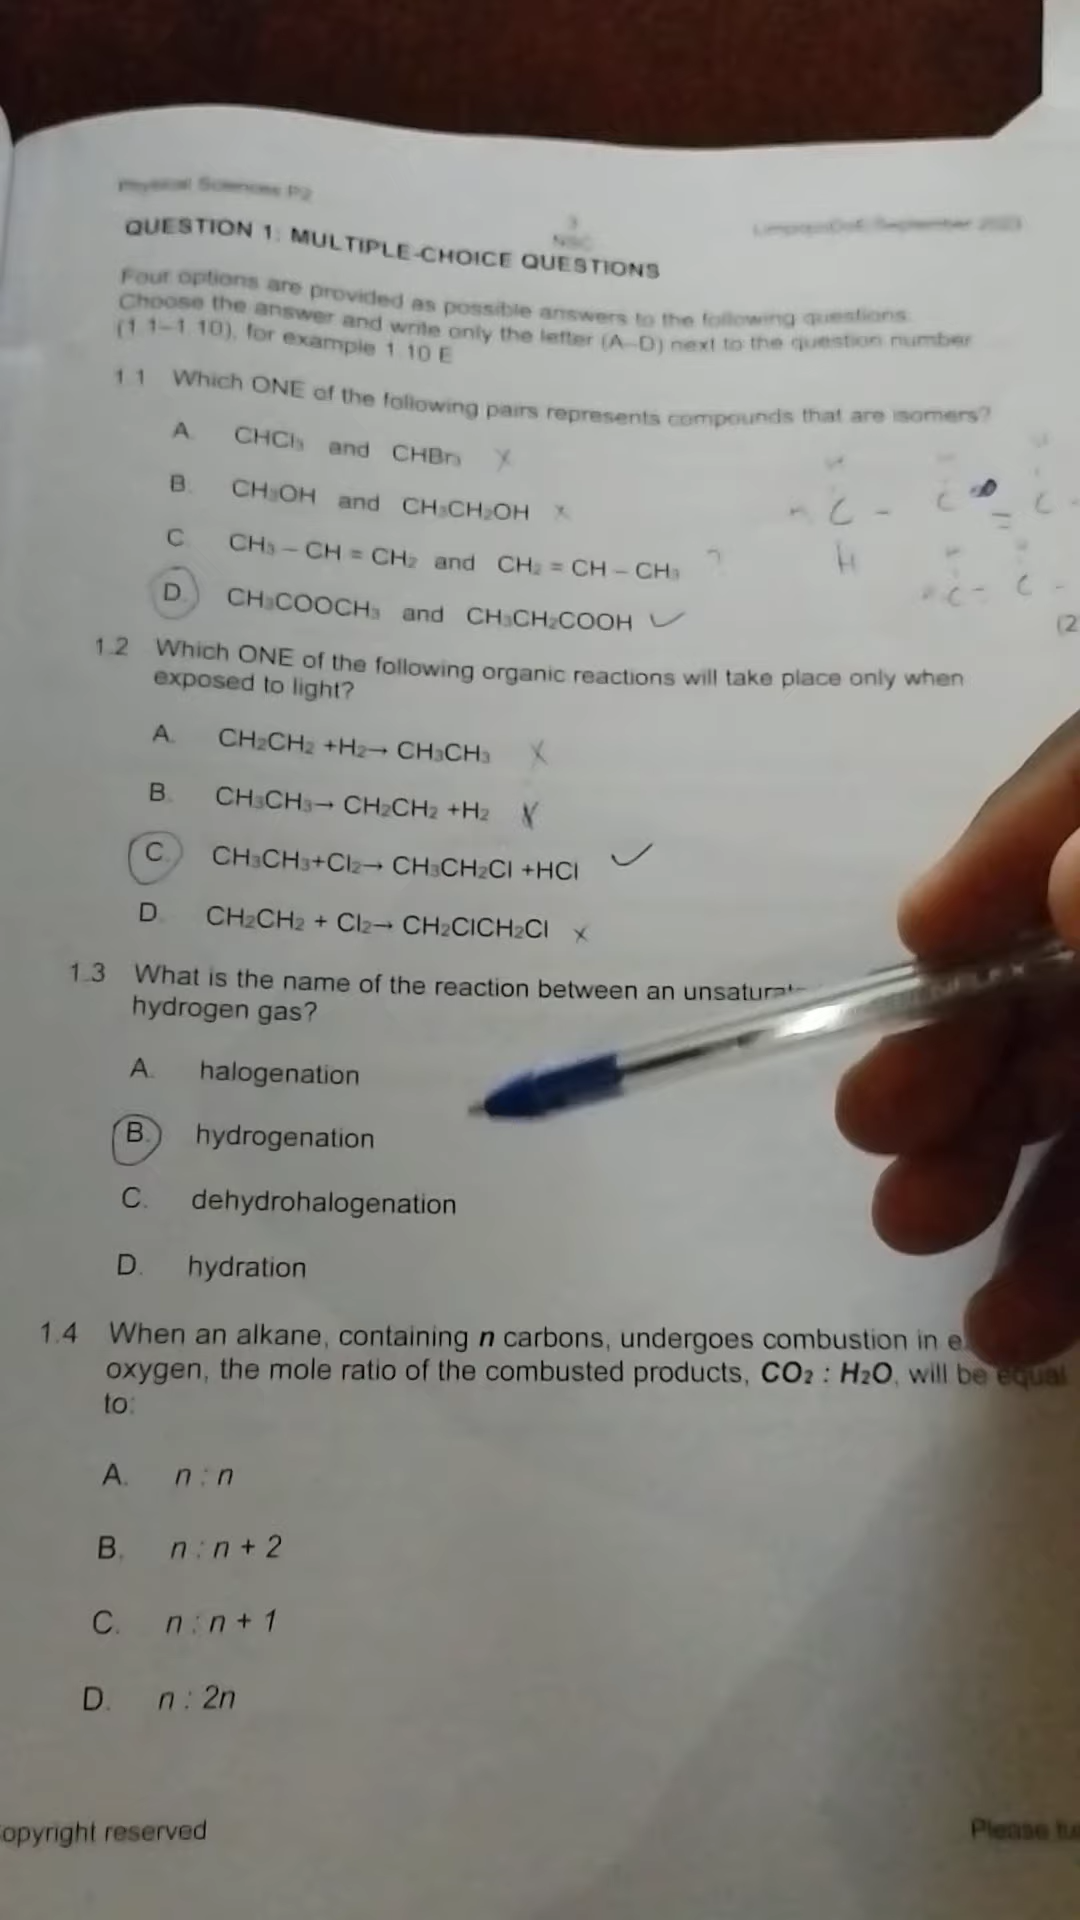 Physical Sciences P2
3
NSC
LimpopoDoE/September 2023
QUESTION 1: MULTIPLE-CHOICE QUESTIONS
Four options are provided as possible answers to the following questions.
Choose the answer and write only the letter (A–D) next to the question number
(1.1–1.10), for example 1.10 E
1.1 Which ONE of the following pairs represents compounds that are isomers?
A. CHCl₃ and CHBr₃ X
B. CH₃OH and CH₃CH₂OH x
C. CH₃ – CH = CH₂ and CH₂ = CH – CH₃ ?
D. CH₃COOCH₃ and CH₃CH₂COOH ✓
(2
1.2 Which ONE of the following organic reactions will take place only when
exposed to light?
A. CH₂CH₂ +H₂→ CH₃CH₃ X
B. CH₃CH₃→ CH₂CH₂ +H₂ X
C. CH₃CH₃+Cl₂→ CH₃CH₂Cl +HCl ✓
D. CH₂CH₂ + Cl₂→ CH₂ClCH₂Cl x
1.3 What is the name of the reaction between an
hydrogen gas?
A. halogenation
B. hydrogenation
C. dehydrohalogenation
D. hydration
1.4 When an alkane, containing n carbons, undergoes combustion in
oxygen, the mole ratio of the combusted products, CO₂ : H₂O, will be equal
to:
A. n : n
B. n : n + 2
C. n : n + 1
D. n : 2n
opyright reserved
Please